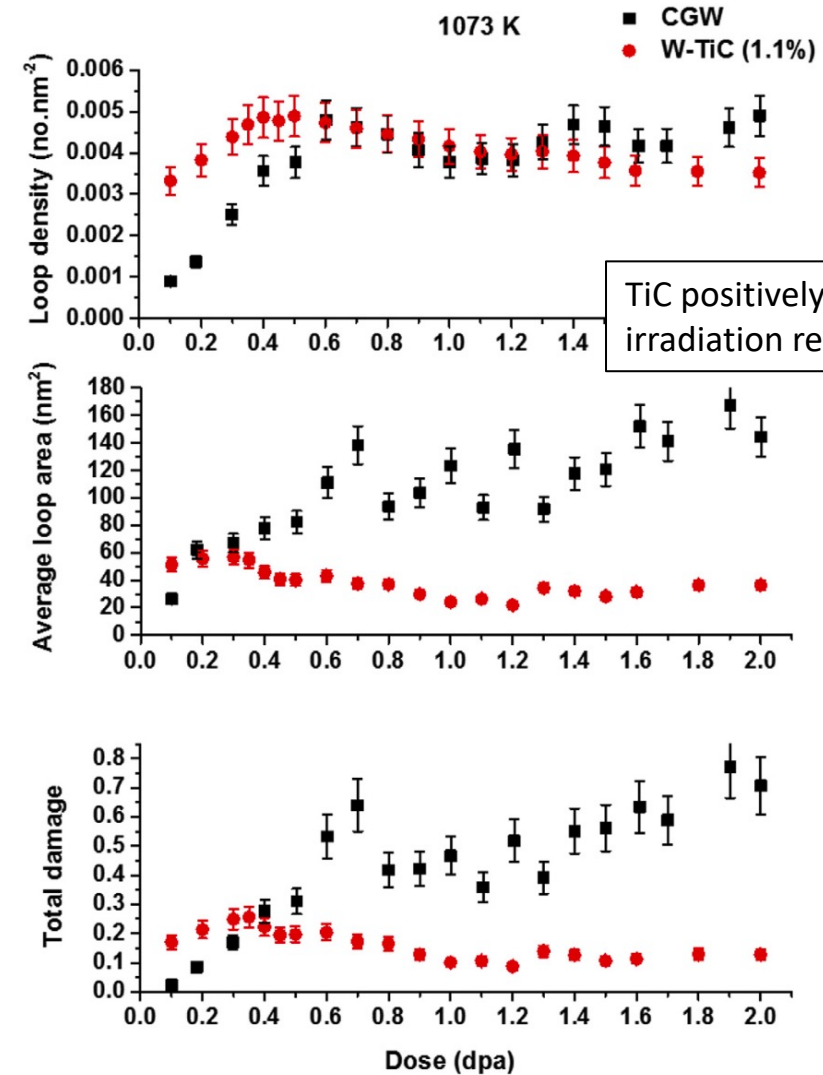 1073 K
CGW
W-TiC (1.1%)
Loop density (no.nm⁻²)
0.006
0.005
0.004
0.003
0.002
0.001
0.000
0.0 0.2 0.4 0.6 0.8 1.0 1.2 1.4
TiC positively
irradiation re
Average loop area (nm²)
180
160
140
120
100
80
60
40
20
0
0.0 0.2 0.4 0.6 0.8 1.0 1.2 1.4 1.6 1.8 2.0
Total damage
0.8
0.7
0.6
0.5
0.4
0.3
0.2
0.1
0.0
0.0 0.2 0.4 0.6 0.8 1.0 1.2 1.4 1.6 1.8 2.0
Dose (dpa)